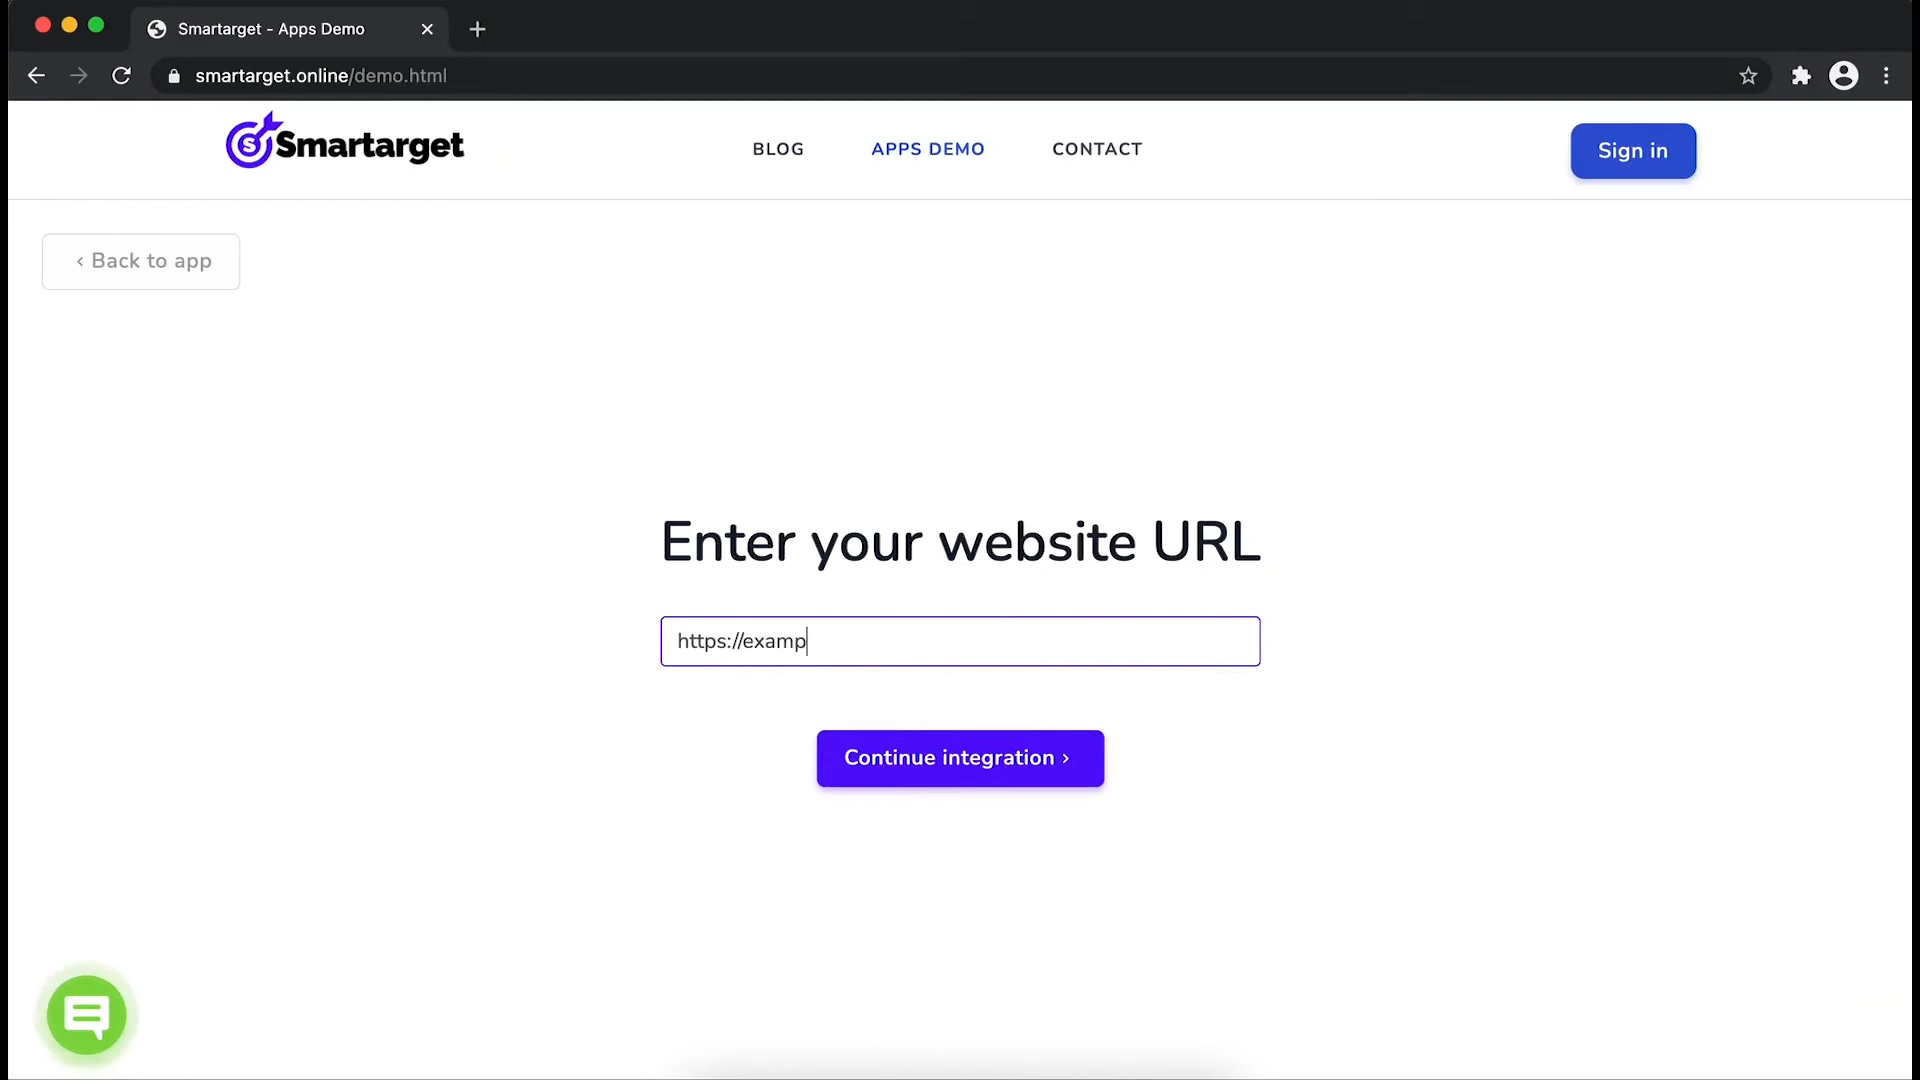 Smartarget - Apps Demo
smartarget.online/demo.html
Smartarget
BLOG
APPS DEMO
CONTACT
Sign in
‹ Back to app
Enter your website URL
https://examp
Continue integration ›